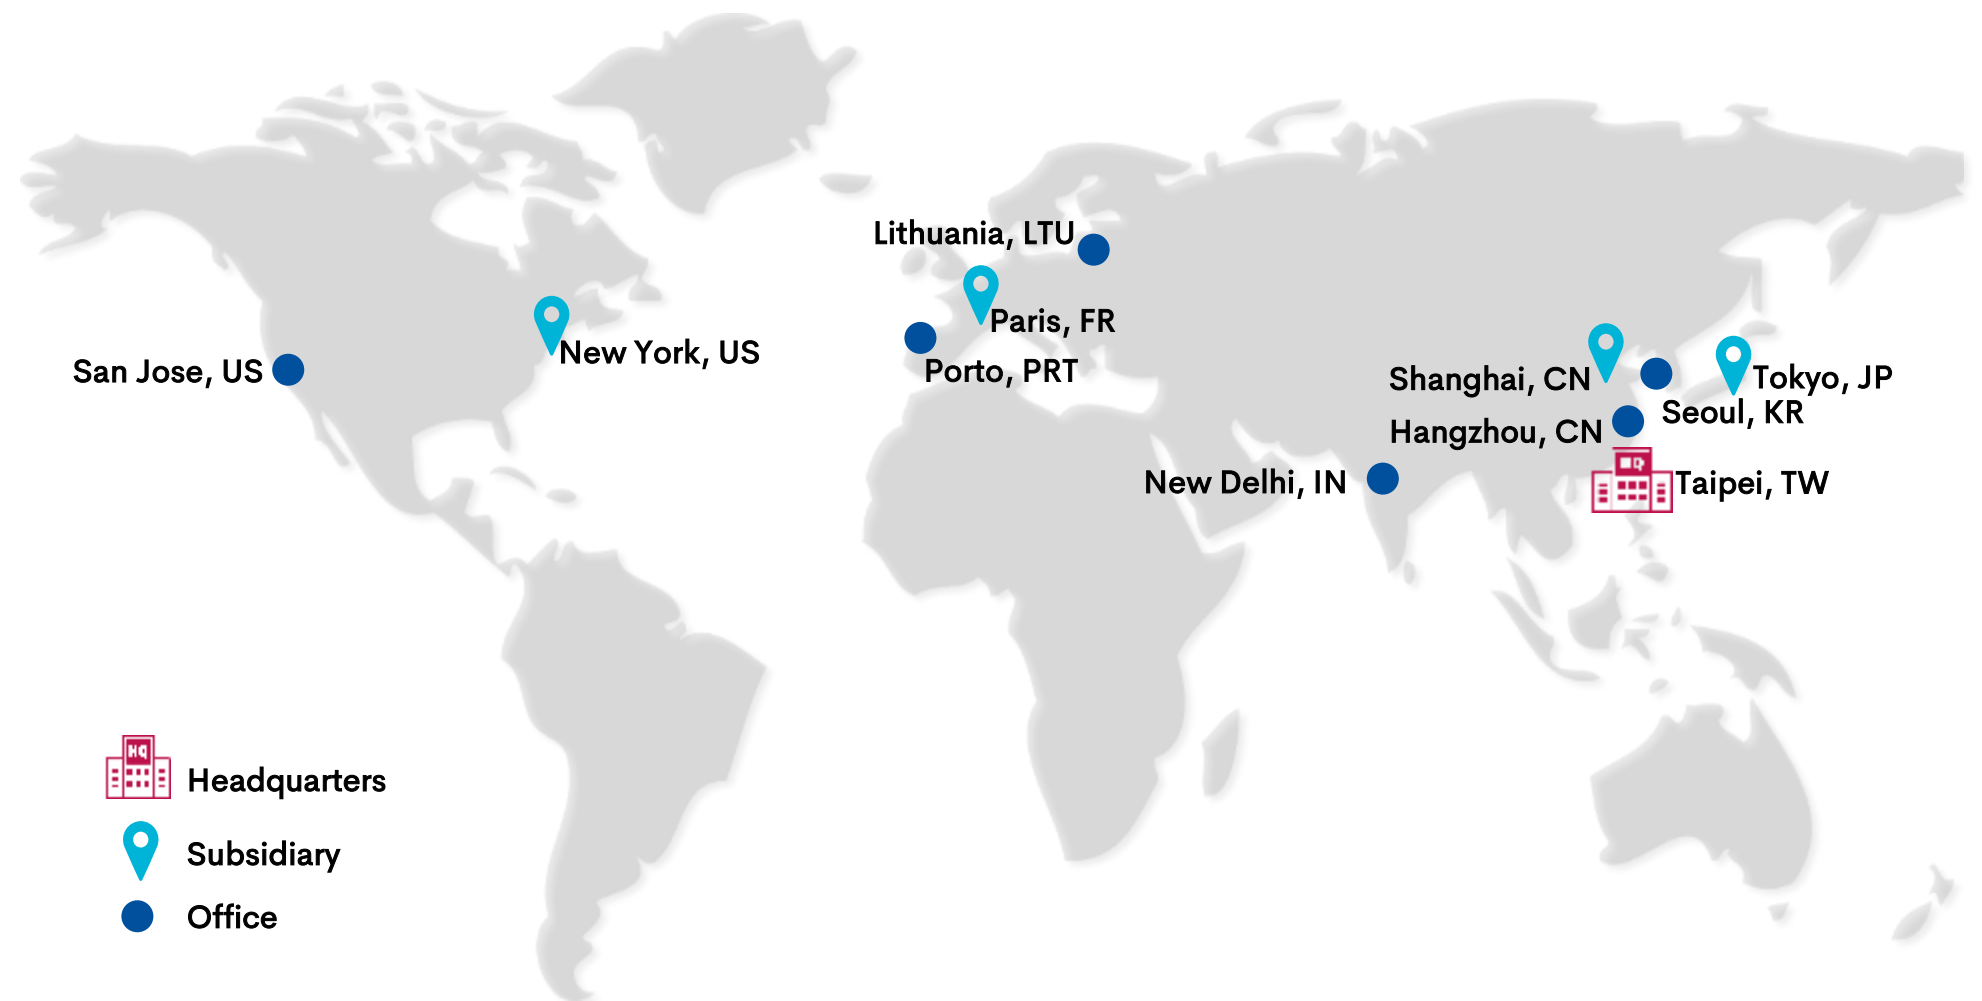 Lithuania, LTU
Paris, FR
New York, US
San Jose, US
Porto, PRT
Shanghai, CN
Tokyo, JP
Seoul, KR
Hangzhou, CN
New Delhi, IN
Taipei, TW
HQ
Headquarters
Subsidiary
Office